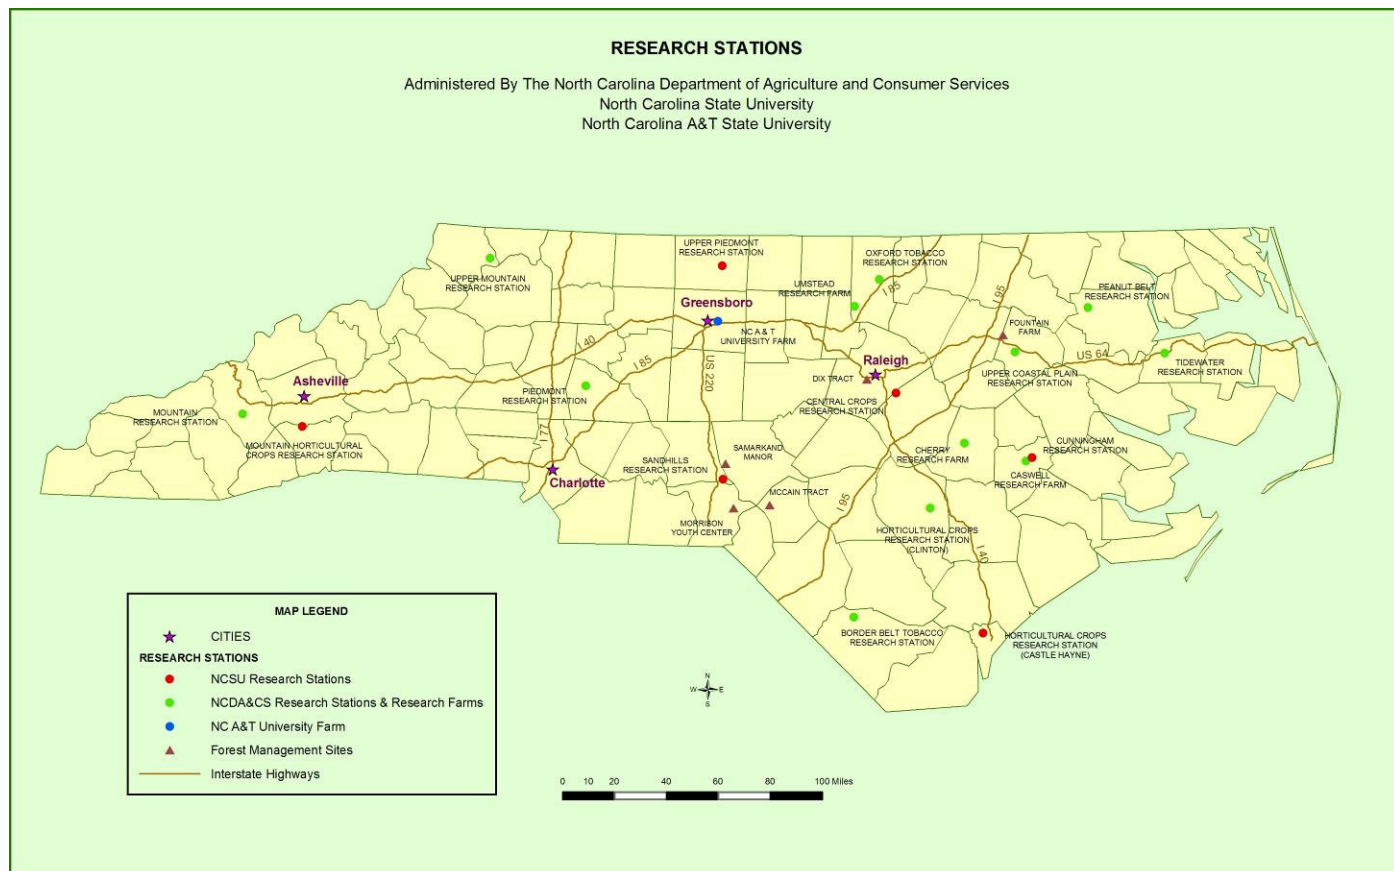 RESEARCH STATIONS
Administered By The North Carolina Department of Agriculture and Consumer Services
North Carolina State University
North Carolina A&T State University
UPPER PIEDMONT
RESEARCH STATION
OXFORD TOBACCO
RESEARCH STATION
UPPER MOUNTAIN
RESEARCH STATION
UMSTEAD
RESEARCH FARM
I 85
I 95
PEANUT BELT
RESEARCH STATION
Greensboro
NC A & T
UNIVERSITY FARM
FOUNTAIN
FARM
I 40
I 85
US 220
US 64
Raleigh
TIDEWATER
RESEARCH STATION
UPPER COASTAL PLAIN
RESEARCH STATION
DIX TRACT
Asheville
PIEDMONT
RESEARCH STATION
CENTRAL CROPS
RESEARCH STATION
MOUNTAIN
RESEARCH STATION
I 77
MOUNTAIN HORTICULTURAL
CROPS RESEARCH STATION
SAMARKAND
MANOR
SANDHILLS
RESEARCH STATION
CHERRY
RESEARCH FARM
CUNNINGHAM
RESEARCH STATION
CASWELL
RESEARCH FARM
Charlotte
MCCAIN TRACT
I 95
MORRISON
YOUTH CENTER
HORTICULTURAL CROPS
RESEARCH STATION
(CLINTON)
I 40
BORDER BELT TOBACCO
RESEARCH STATION
HORTICULTURAL CROPS
RESEARCH STATION
(CASTLE HAYNE)
MAP LEGEND
CITIES
RESEARCH STATIONS
NCSU Research Stations
NCDA&CS Research Stations & Research Farms
NC A&T University Farm
Forest Management Sites
Interstate Highways
N
W E
S
0 10 20 40 60 80 100 Miles